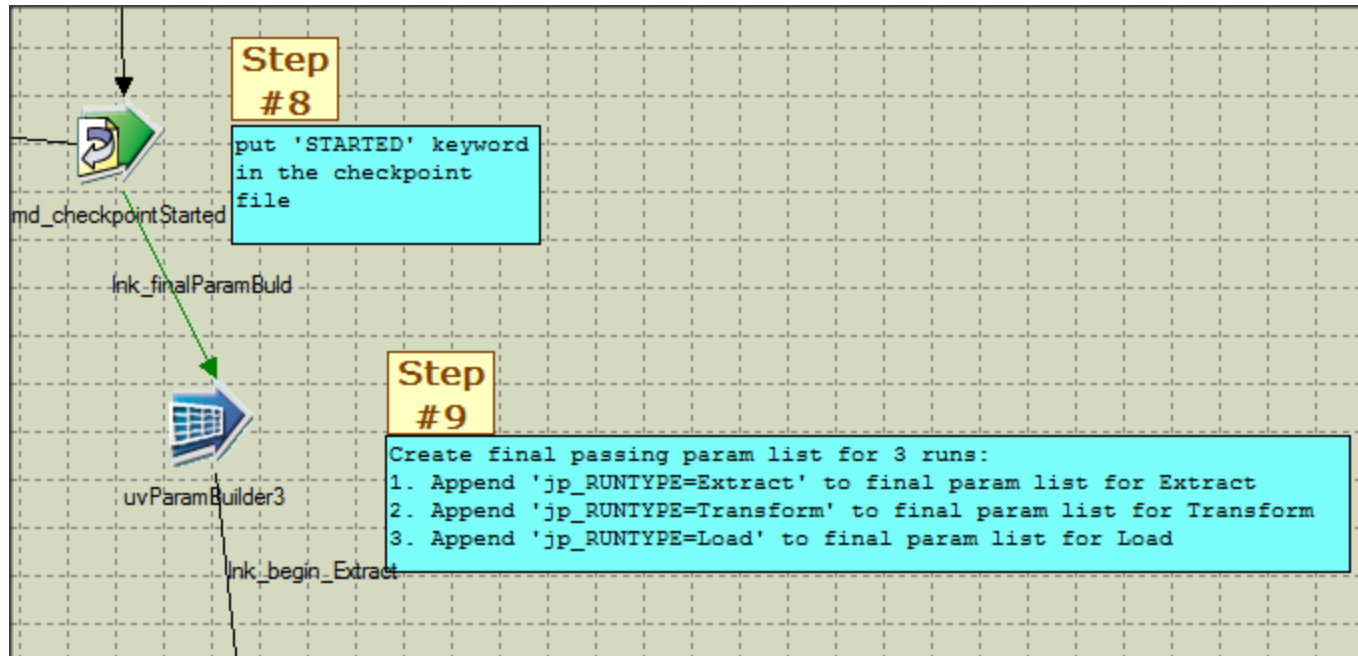 Step
#8
put 'STARTED' keyword
in the checkpoint
file
md_checkpointStarted
lnk_finalParamBuld
Step
#9
Create final passing param list for 3 runs:
1. Append 'jp_RUNTYPE=Extract' to final param list for Extract
2. Append 'jp_RUNTYPE=Transform' to final param list for Transform
3. Append 'jp_RUNTYPE=Load' to final param list for Load
uvParamBuilder3
lnk_begin_Extract